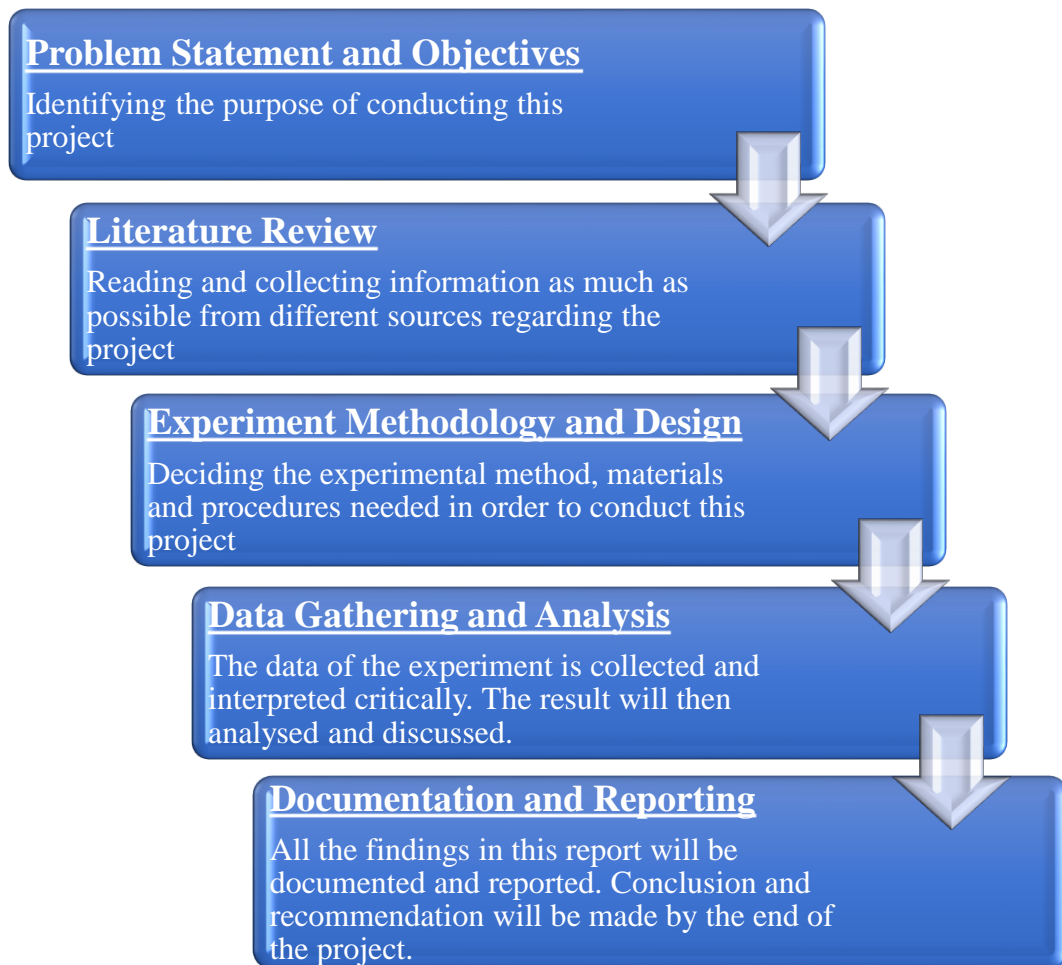 Problem Statement and Objectives
Identifying the purpose of conducting this
project
Literature Review
Reading and collecting information as much as
possible from different sources regarding the
project
Experiment Methodology and Design
Deciding the experimental method, materials
and procedures needed in order to conduct this
project
Data Gathering and Analysis
The data of the experiment is collected and
interpreted critically. The result will then
analysed and discussed.
Documentation and Reporting
All the findings in this report will be
documented and reported. Conclusion and
recommendation will be made by the end of
the project.